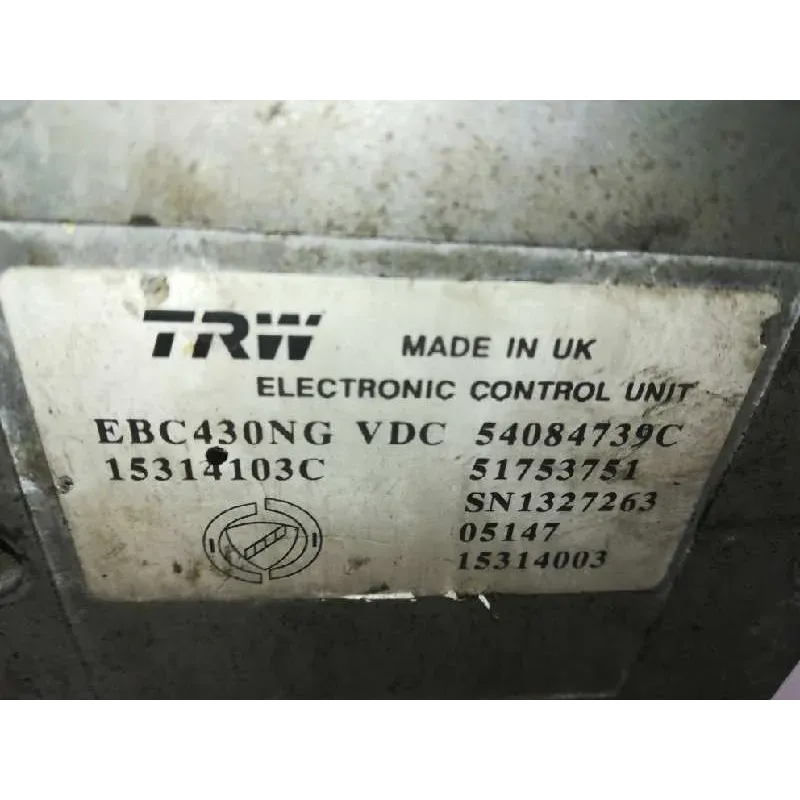 TRW MADE IN UK
ELECTRONIC CONTROL UNIT
EBC430NG VDC 54084739C
15314103C 51753751
SN1327263
05147
15314003